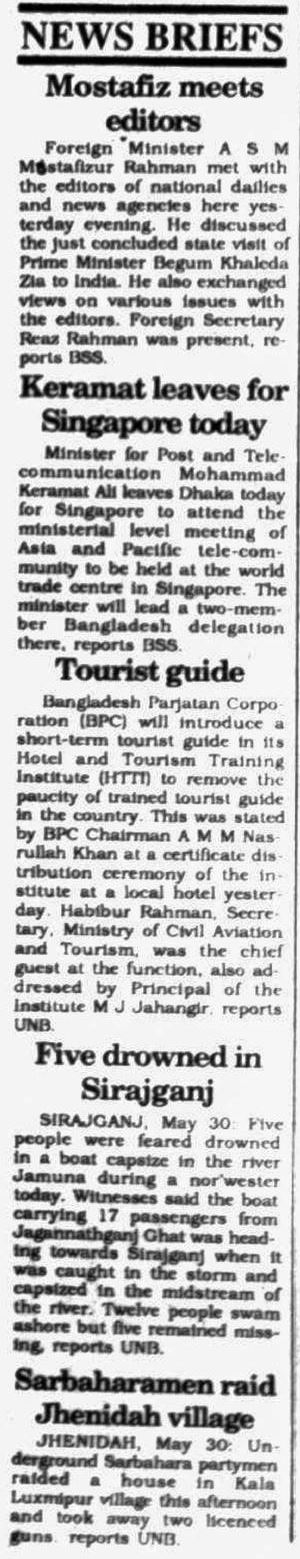 NEWS BRIEFS
Mostafiz meets
editors
Foreign Minister A S M
Mostafizur Rahman met with
the editors of national dailies
and news agencies here yes-
terday evening. He discussed
the just concluded state visit of
Prime Minister Begum Khaleda
Zia to India. He also exchanged
views on various issues with
the editors. Foreign Secretary
Reaz Rahman was present, re-
ports BSS.
Keramat leaves for
Singapore today
Minister for Post and Tele-
communication Mohammad
Keramat Ali leaves Dhaka today
for Singapore to attend the
ministerial level meeting of
Asia and Pacific tele-com-
munity to be held at the world
trade centre in Singapore. The
minister will lead a two-mem-
ber Bangladesh delegation
there, reports BSS.
Tourist guide
Bangladesh Parjatan Corpo-
ration (BPC) will introduce a
short-term tourist guide in its
Hotel and Tourism Training
Institute (HTTI) to remove the
paucity of trained tourist guide
in the country. This was stated
by BPC Chairman A M M Nas-
rullah Khan at a certificate dis-
tribution ceremony of the in-
stitute at a local hotel yester-
day. Habibur Rahman, Secre-
tary, Ministry of Civil Aviation
and Tourism, was the chief
guest at the function, also ad-
dressed by Principal of the
Institute M J Jahangir, reports
UNB.
Five drowned in
Sirajganj
SIRAJGANJ, May 30: Five
people were feared drowned
in a boat capsize in the river
Jamuna during a nor'wester
today. Witnesses said the boat
carrying 17 passengers from
Jagannathganj Ghat was head-
ing towards Sirajganj when it
was caught in the storm and
capsized in the midstream of
the river. Twelve people swam
ashore but five remained miss-
ing, reports UNB.
Sarbaharamen raid
Jhenidah village
JHENIDAH, May 30: Un-
derground Sarbahara partymen
raided a house in Kala
Luxmipur village this afternoon
and took away two licenced
guns, reports UNB.